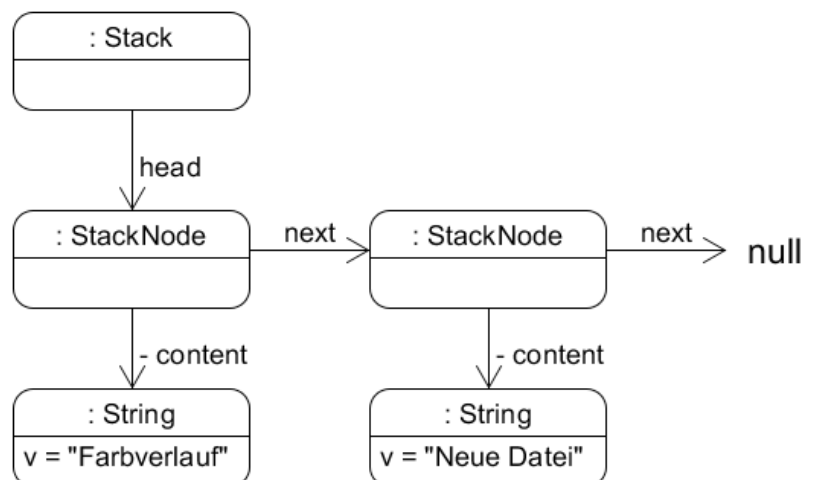 : Stack
head
: StackNode
next
: StackNode
next
null
- content
- content
: String
v = "Farbverlauf"
: String
v = "Neue Datei"